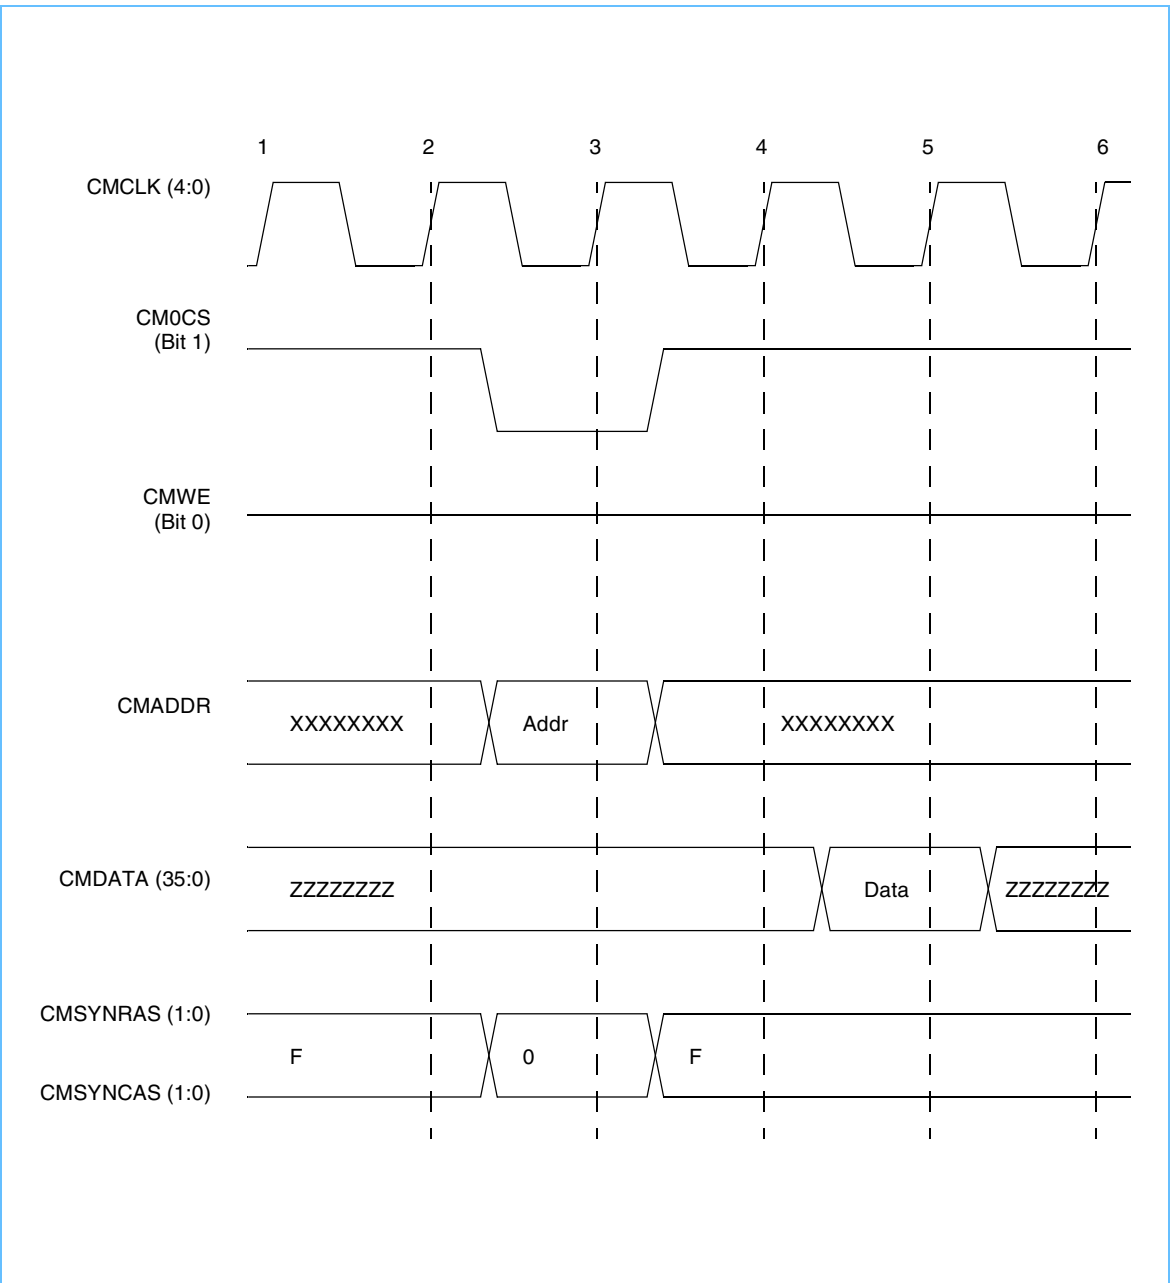 1 2 3 4 5 6
CMCLK (4:0)
CM0CS
(Bit 1)
CMWE
(Bit 0)
CMADDR
XXXXXXXX Addr XXXXXXXX
CMDATA (35:0)
ZZZZZZZZ Data ZZZZZZZZ
CMSYNRAS (1:0)
F 0 F
CMSYNCAS (1:0)